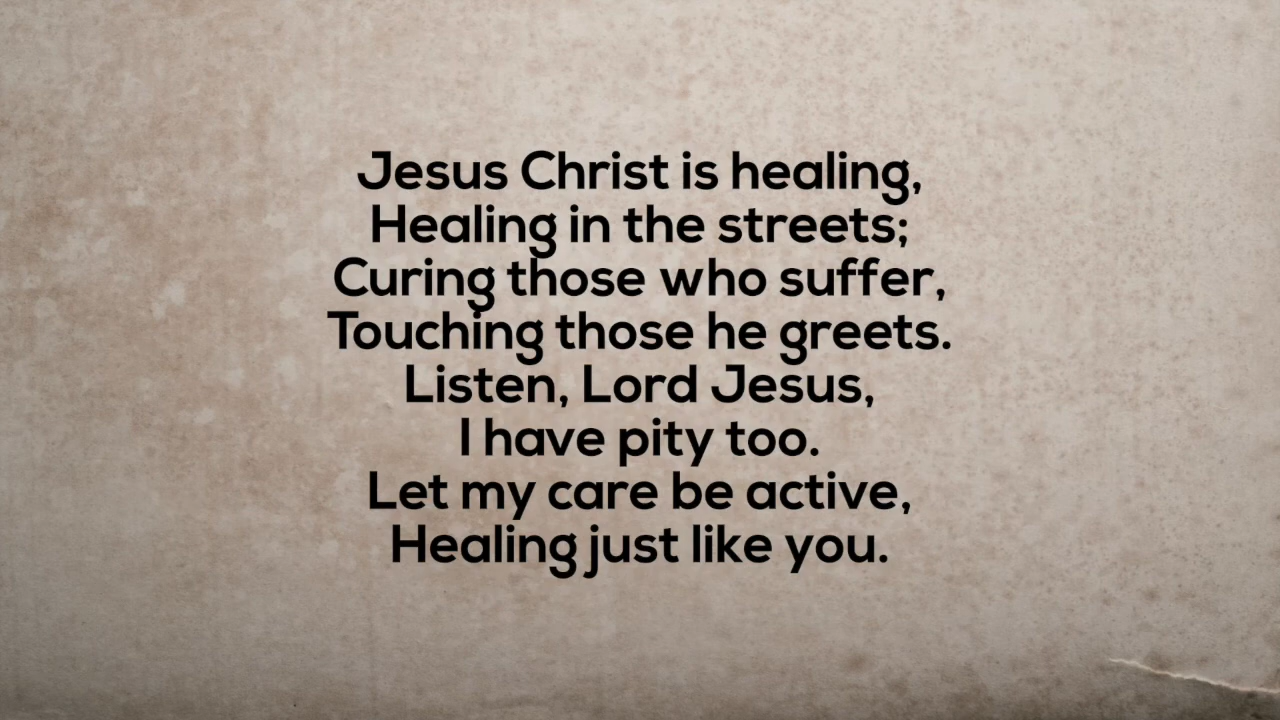 Jesus Christ is healing,
Healing in the streets;
Curing those who suffer,
Touching those he greets.
Listen, Lord Jesus,
I have pity too.
Let my care be active,
Healing just like you.